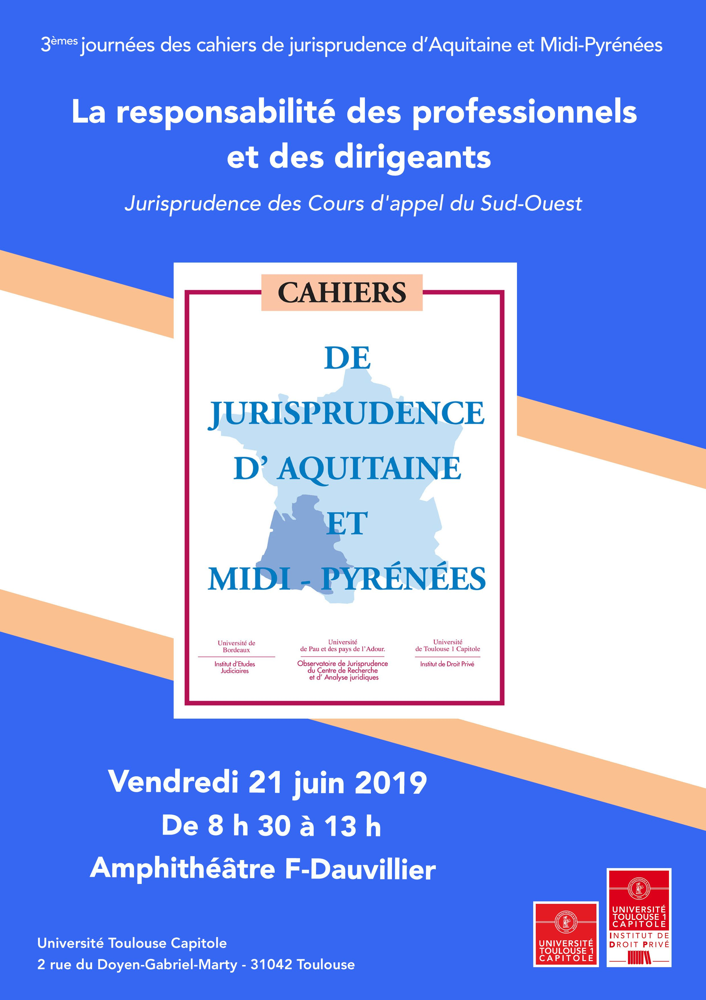 3èmes journées des cahiers de jurisprudence d’Aquitaine et Midi-Pyrénées
La responsabilité des professionnels
et des dirigeants
Jurisprudence des Cours d'appel du Sud-Ouest
CAHIERS
DE
JURISPRUDENCE
D’ AQUITAINE
ET
MIDI - PYRÉNÉES
Université de
Bordeaux
Institut d’Etudes
Judiciaires
Université
de Pau et des pays de l’Adour.
Observatoire de Jurisprudence
du Centre de Recherche
et d’ Analyse juridiques
Université
de Toulouse 1 Capitole
Institut de Droit Privé
Vendredi 21 juin 2019
De 8 h 30 à 13 h
Amphithéâtre F-Dauvillier
Université Toulouse Capitole
2 rue du Doyen-Gabriel-Marty - 31042 Toulouse
1229
UNIVERSITÉ
TOULOUSE 1
CAPITOLE
1229
UNIVERSITÉ
TOULOUSE 1
CAPITOLE
INSTITUT DE
DROIT PRIVÉ